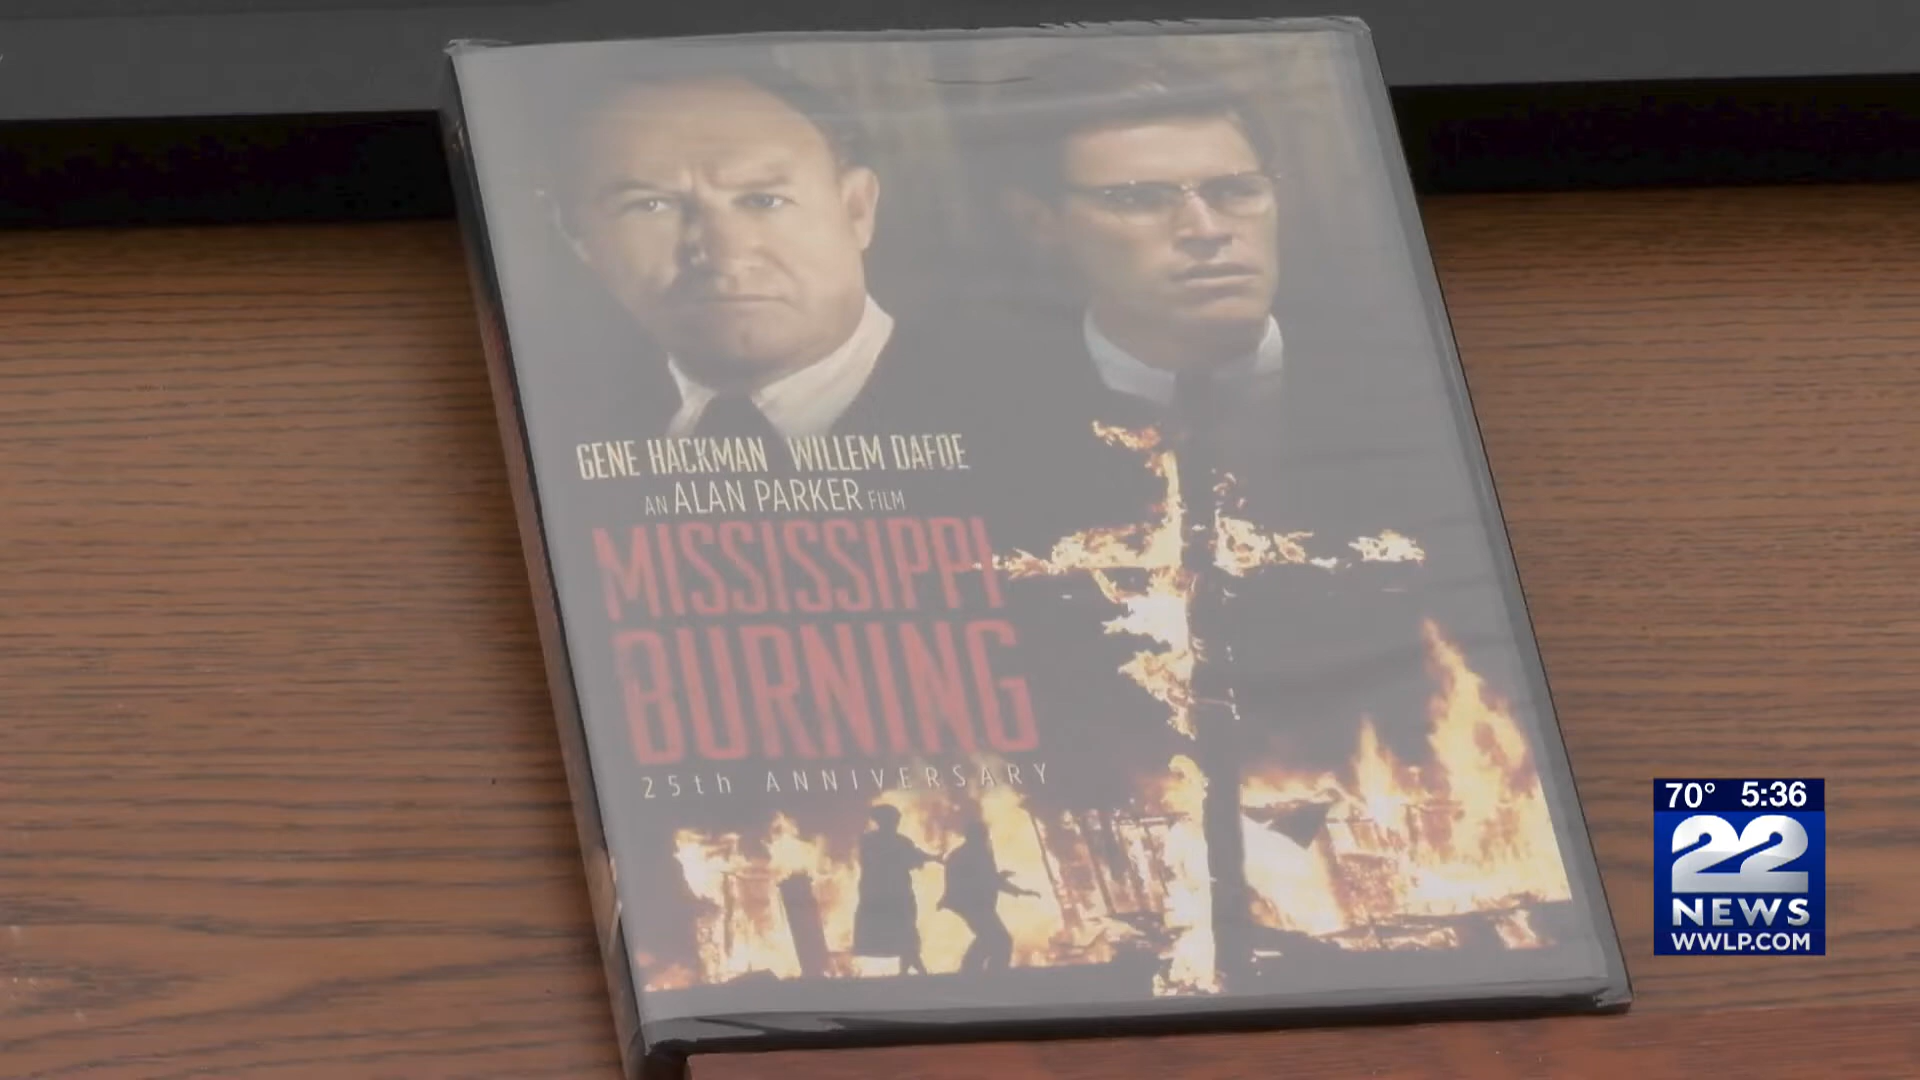 GENE HACKMAN WILLEM DAFOE
AN ALAN PARKER FILM
MISSISSIPPI
BURNING
25th ANNIVERSARY
70° 5:36
22
NEWS
WWLP.COM